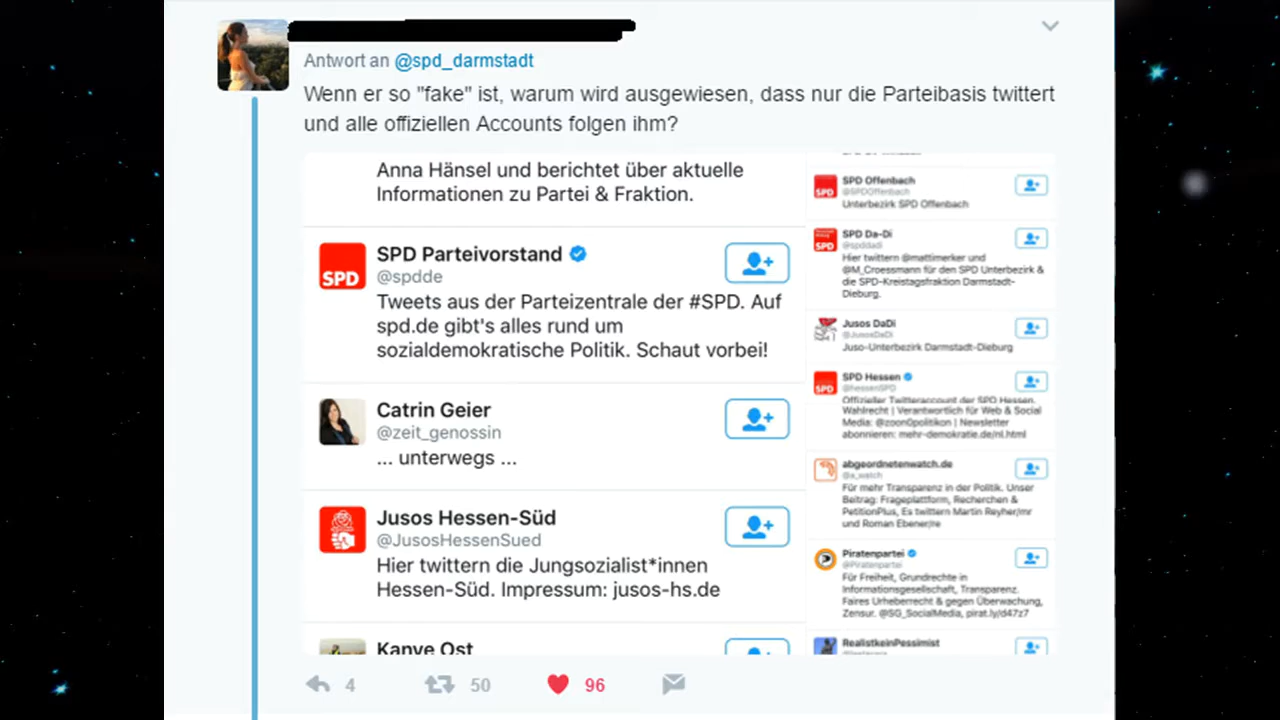 Antwort an @spd_darmstadt
Wenn er so "fake" ist, warum wird ausgewiesen, dass nur die Parteibasis twittert
und alle offiziellen Accounts folgen ihm?
Anna Hänsel und berichtet über aktuelle
Informationen zu Partei & Fraktion.
SPD
SPD Parteivorstand
@spdde
Tweets aus der Parteizentrale der #SPD. Auf
spd.de gibt's alles rund um
sozialdemokratische Politik. Schaut vorbei!
Catrin Geier
@zeit_genossin
... unterwegs ...
Jusos Hessen-Süd
@JusosHessenSued
Hier twittern die Jungsozialist*innen
Hessen-Süd. Impressum: jusos-hs.de
Kanye Ost
SPD
SPD Offenbach
@SPDOffenbach
Unterbezirk SPD Offenbach
SPD
SPD Da-Di
@spddadi
Hier twittern @mattimerker und
@M_Croessmann für den SPD Unterbezirk &
die SPD-Kreistagsfraktion Darmstadt-
Dieburg.
Jusos DaDi
@JusosDaDi
Juso-Unterbezirk Darmstadt-Dieburg
SPD
SPD Hessen
@hessenSPD
Offizieller Twitteraccount der SPD Hessen.
Wahlrecht | Verantwortlich für Web & Social
Media: @zoon0politikon | Newsletter
abonnieren: mehr-demokratie.de/nl.html
abgeordnetenwatch.de
@a_watch
Für mehr Transparenz in der Politik. Unser
Beitrag: Frageplattform, Recherchen &
PetitionPlus, Es twittern Martin Reyher/mr
und Roman Ebener/re
Piratenpartei
@Piratenpartei
Für Freiheit, Grundrechte in
Informationsgesellschaft, Transparenz.
Faires Urheberrecht & gegen Überwachung,
Zensur. @SG_SocialMedia, pirat.ly/d47z7
RealistkeinPessimist
4 50 96